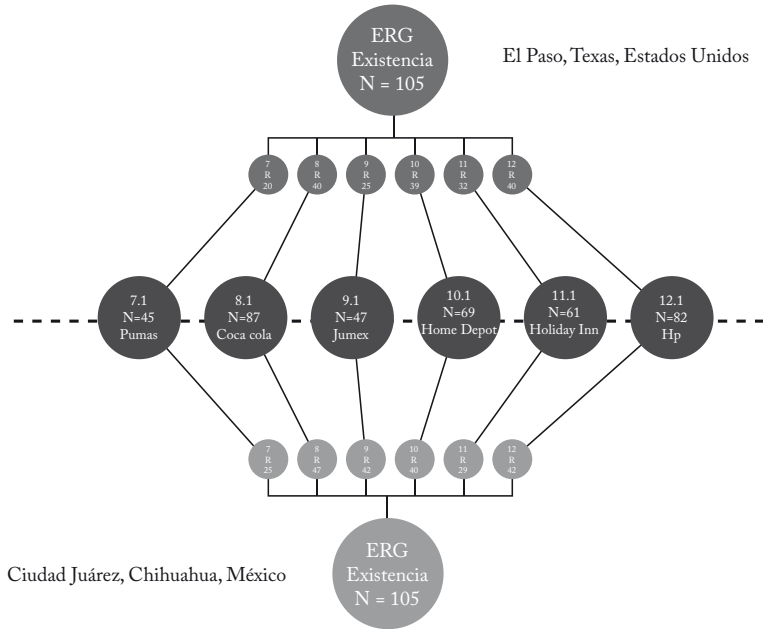 ERG
Existencia
N = 105
El Paso, Texas, Estados Unidos
7
R
20
8
R
40
9
R
25
10
R
39
11
R
32
12
R
40
7.1
N=45
Pumas
8.1
N=87
Coca cola
9.1
N=47
Jumex
10.1
N=69
Home Depot
11.1
N=61
Holiday Inn
12.1
N=82
Hp
7
R
25
8
R
47
9
R
42
10
R
40
11
R
29
12
R
42
ERG
Existencia
N = 105
Ciudad Juárez, Chihuahua, México